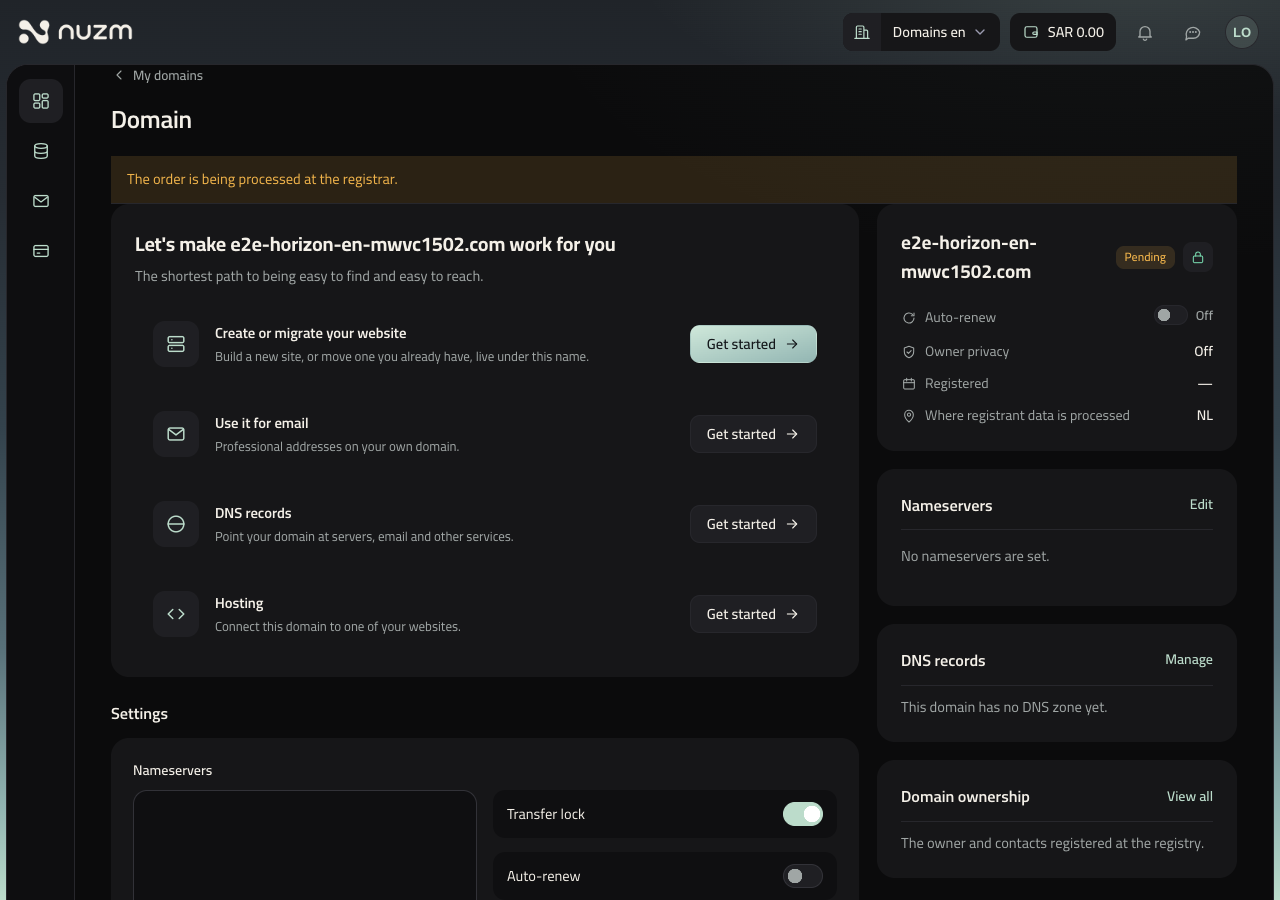 nuzm
Domains en
SAR 0.00
LO
My domains
Domain
The order is being processed at the registrar.
Let's make e2e-horizon-en-mwvc1502.com work for you
The shortest path to being easy to find and easy to reach.
Create or migrate your website
Build a new site, or move one you already have, live under this name.
Get started
Use it for email
Professional addresses on your own domain.
Get started
DNS records
Point your domain at servers, email and other services.
Get started
Hosting
Connect this domain to one of your websites.
Get started
Settings
Nameservers
Transfer lock
Auto-renew
e2e-horizon-en-
mwvc1502.com
Pending
Auto-renew
Off
Owner privacy
Off
Registered
—
Where registrant data is processed
NL
Nameservers
Edit
No nameservers are set.
DNS records
Manage
This domain has no DNS zone yet.
Domain ownership
View all
The owner and contacts registered at the registry.